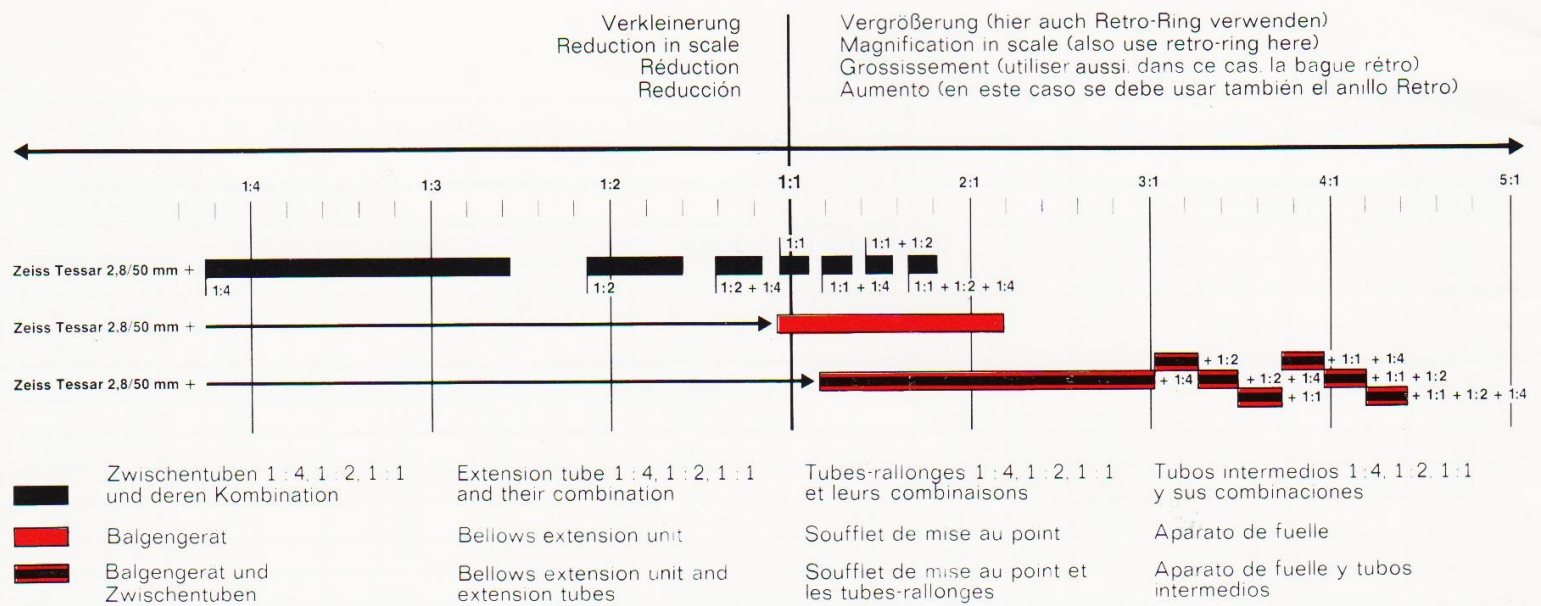 Verkleinerung
Reduction in scale
Réduction
Reducción
Vergrößerung (hier auch Retro-Ring verwenden)
Magnification in scale (also use retro-ring here)
Grossissement (utiliser aussi. dans ce cas. la bague rétro)
Aumento (en este caso se debe usar también el anillo Retro)
1:4 1:3 1:2 1:1 2:1 3:1 4:1 5:1
1:1 1:1 + 1:2
Zeiss Tessar 2,8/50 mm +
1:4 1:2 1:2 + 1:4 1:1 + 1:4 1:1 + 1:2 + 1:4
Zeiss Tessar 2,8/50 mm +
+ 1:2 + 1:1 + 1:4
Zeiss Tessar 2,8/50 mm + + 1:4 + 1:2 + 1:4 + 1:1 + 1:2
+ 1:1 + 1:1 + 1:2 + 1:4
Zwischentuben 1 : 4, 1 : 2, 1 : 1
und deren Kombination
Extension tube 1 : 4, 1 : 2, 1 : 1
and their combination
Tubes-rallonges 1 : 4, 1 : 2, 1 : 1
et leurs combinaisons
Tubos intermedios 1 : 4, 1 : 2, 1 : 1
y sus combinaciones
Balgengerat
Bellows extension unit
Soufflet de mise au point
Aparato de fuelle
Balgengerat und
Zwischentuben
Bellows extension unit and
extension tubes
Soufflet de mise au point et
les tubes-rallonges
Aparato de fuelle y tubos
intermedios